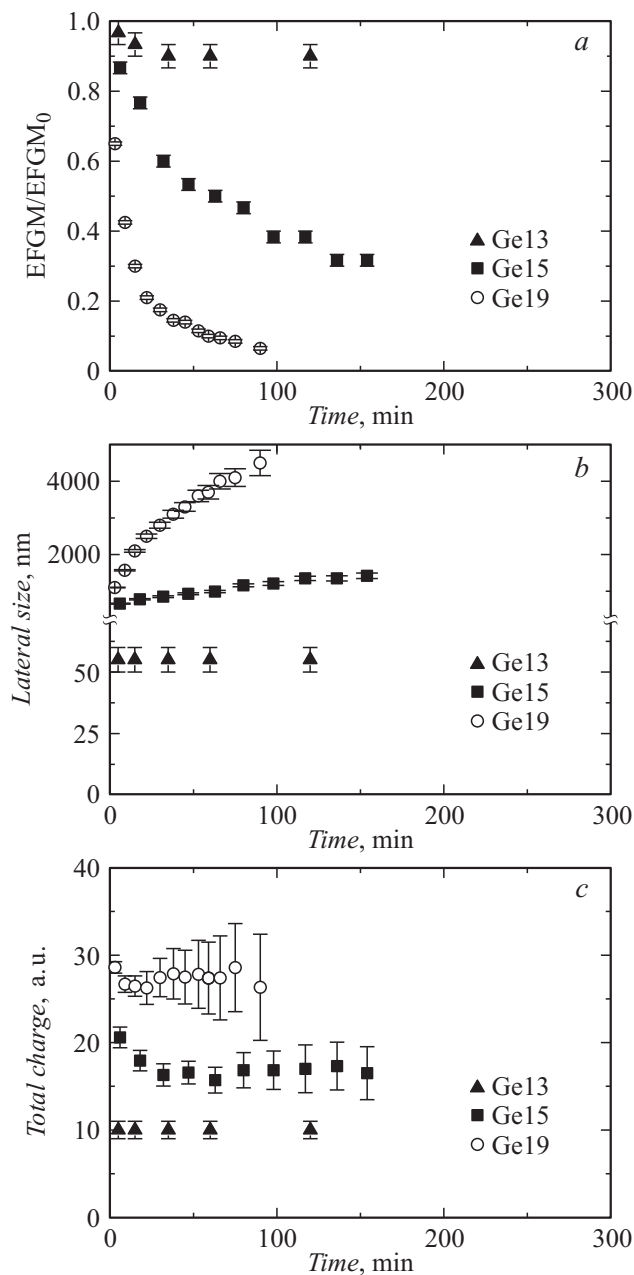 1.0
a
0.8
0.6
0.4
0.2
0
EFGM/EFGM₀
Ge13
Ge15
Ge19
0
100
200
300
Time, min
b
4000
2000
50
25
0
Lateral size, nm
Ge13
Ge15
Ge19
0
100
200
300
Time, min
40
c
30
20
10
0
Total charge, a.u.
Ge13
Ge15
Ge19
0
100
200
300
Time, min